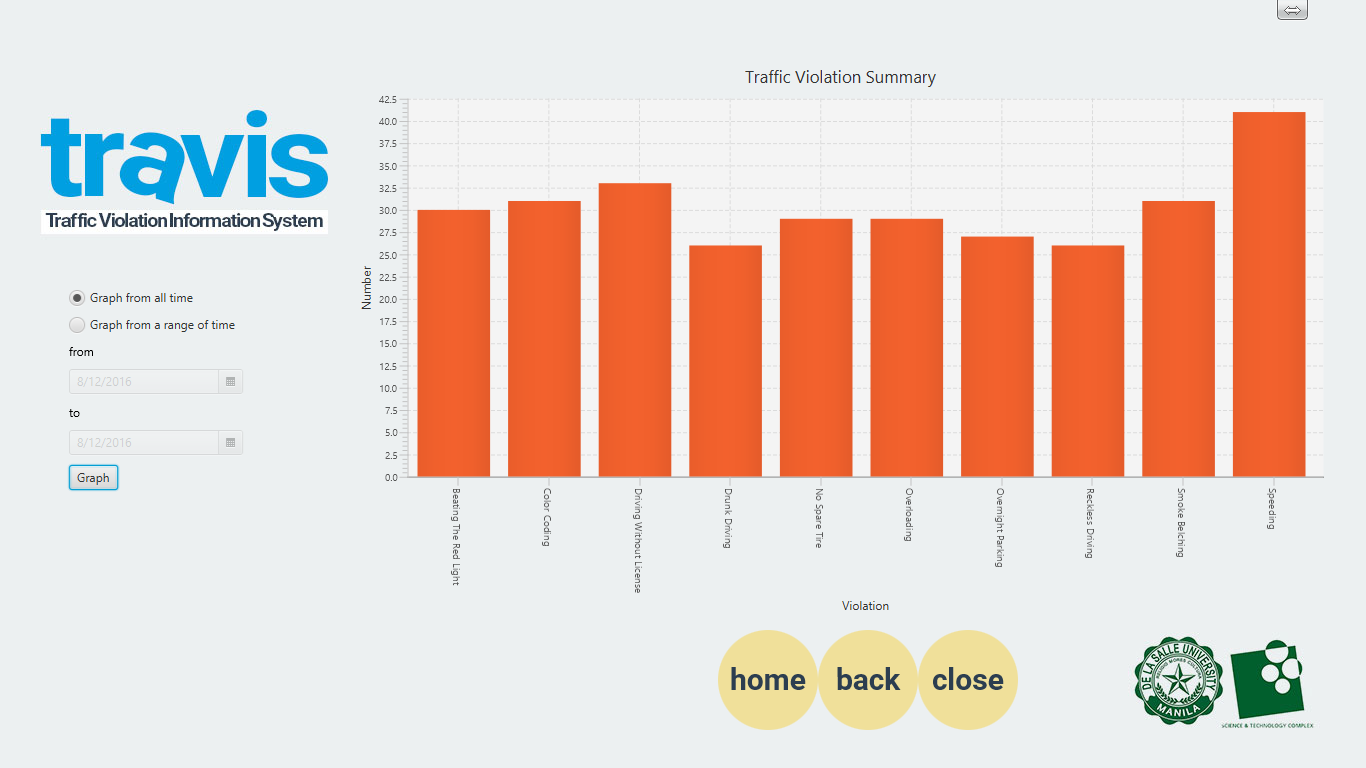 Traffic Violation Summary
travis
Traffic Violation Information System
Graph from all time
Graph from a range of time
from
8/12/2016
to
8/12/2016
Graph
Number
42.5
40.0
37.5
35.0
32.5
30.0
27.5
25.0
22.5
20.0
17.5
15.0
12.5
10.0
7.5
5.0
2.5
0.0
Beating The Red Light
Color Coding
Driving Without License
Drunk Driving
No Spare Tire
Overloading
Overnight Parking
Reckless Driving
Smoke Belching
Speeding
Violation
home
back
close
DE LA SALLE UNIVERSITY
MANILA
SCIENCE & TECHNOLOGY COMPLEX